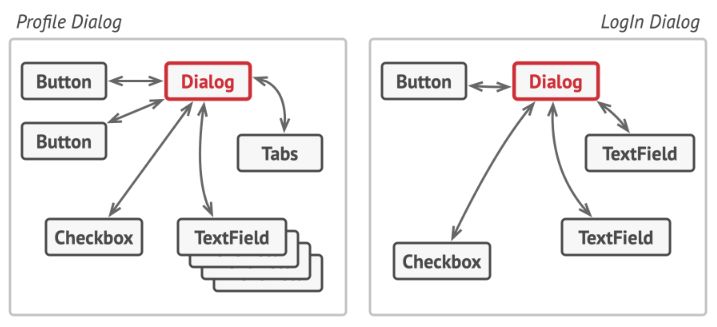 Profile Dialog
Button
Dialog
Button
Tabs
Checkbox
TextField
LogIn Dialog
Button
Dialog
TextField
TextField
Checkbox